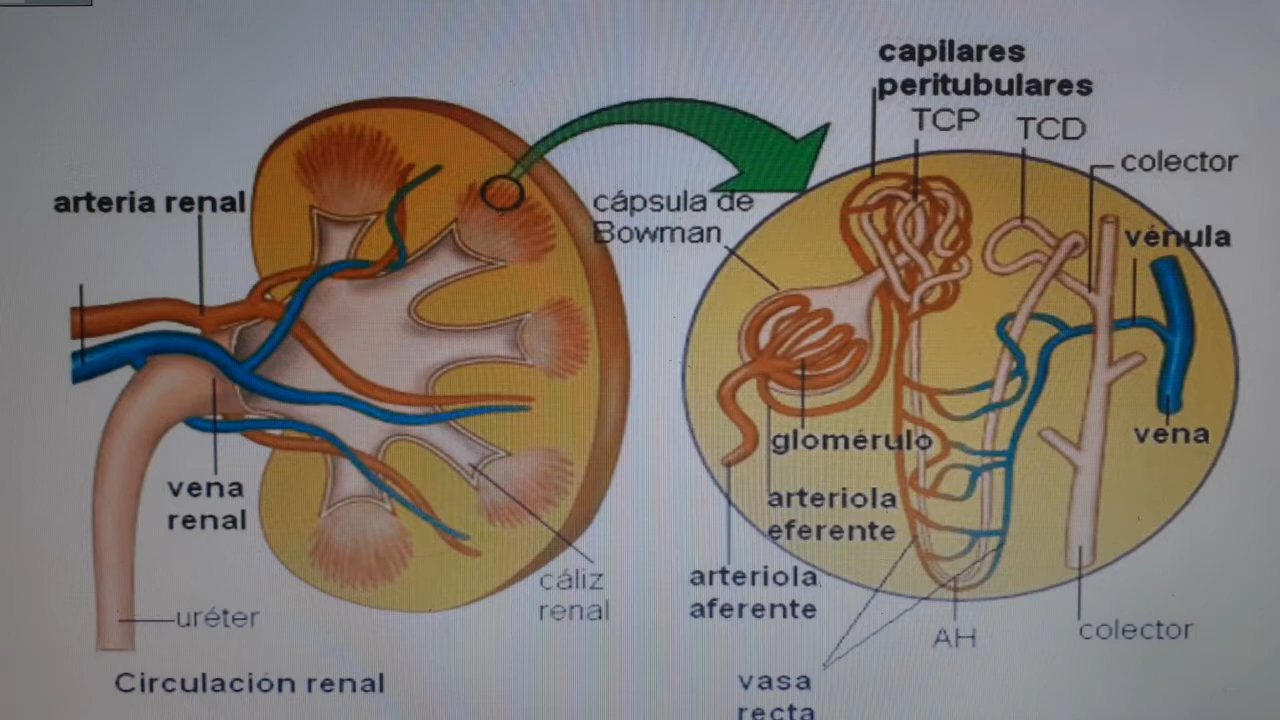 capilares
peritubulares
TCP
TCD
colector
arteria renal
cápsula de
Bowman
vénula
glomérulo
vena
vena
renal
arteriola
eferente
cáliz
renal
arteriola
aferente
uréter
AH
colector
Circulación renal
vasa
recta